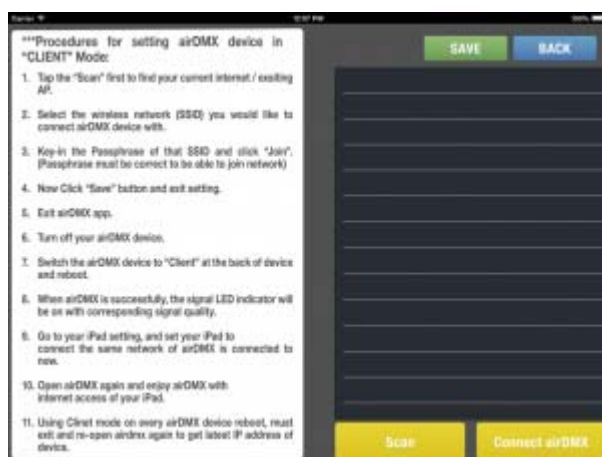 Carrier
12:37 PM
100%
***Procedures for setting airDMX device in
"CLIENT" Mode:
1. Tap the "Scan" first to find your current internet / exsiting
AP.
2. Select the wireless network (SSID) you would like to
connect airDMX device with.
3. Key-in the Passphrase of that SSID and click "Join".
(Passphrase must be correct to be able to join network)
4. Now Click "Save" button and exit setting.
5. Exit airDMX app.
6. Turn off your airDMX device.
7. Switch the airDMX device to "Client" at the back of device
and reboot.
8. When airDMX is successfully, the signal LED indicator will
be on with corresponding signal quality.
9. Go to your iPad setting, and set your iPad to
connect the same network of airDMX is connected to
now.
10. Open airDMX again and enjoy airDMX with
internet access of your iPad.
11. Using Clinet mode on every airDMX device reboot, must
exit and re-open airdmx again to get latest IP address of
device.
SAVE
BACK
Scan
Connect airDMX